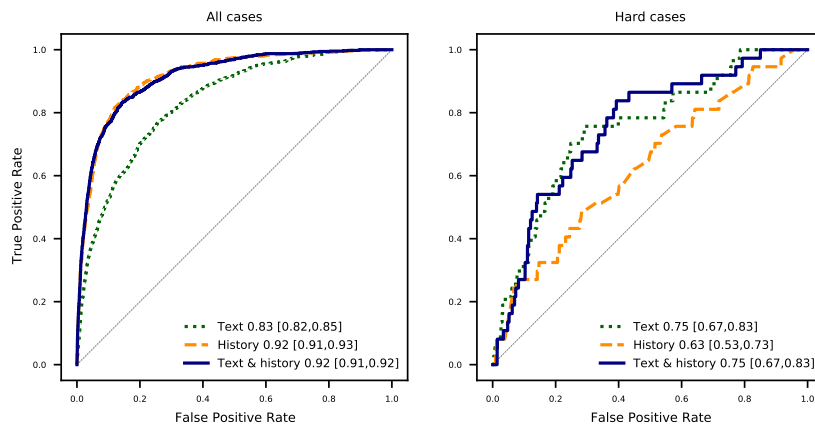 All cases
True Positive Rate
1.0
0.8
0.6
0.4
0.2
0.0
Text 0.83 [0.82,0.85]
History 0.92 [0.91,0.93]
Text & history 0.92 [0.91,0.92]
0.0 0.2 0.4 0.6 0.8 1.0
False Positive Rate
Hard cases
1.0
0.8
0.6
0.4
0.2
0.0
Text 0.75 [0.67,0.83]
History 0.63 [0.53,0.73]
Text & history 0.75 [0.67,0.83]
0.0 0.2 0.4 0.6 0.8 1.0
False Positive Rate